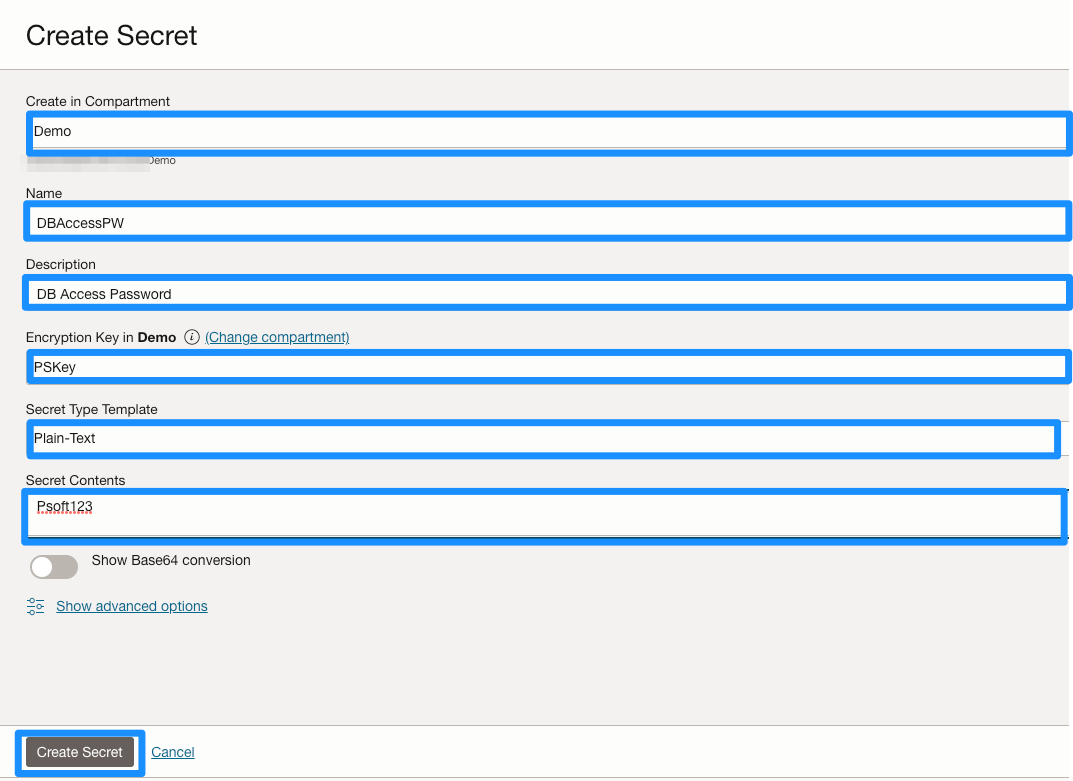 Create Secret
Create in Compartment
Demo
Demo
Name
DBAccessPW
Description
DB Access Password
Encryption Key in Demo i (Change compartment)
PSKey
Secret Type Template
Plain-Text
Secret Contents
Psoft123
Show Base64 conversion
Show advanced options
Create Secret Cancel